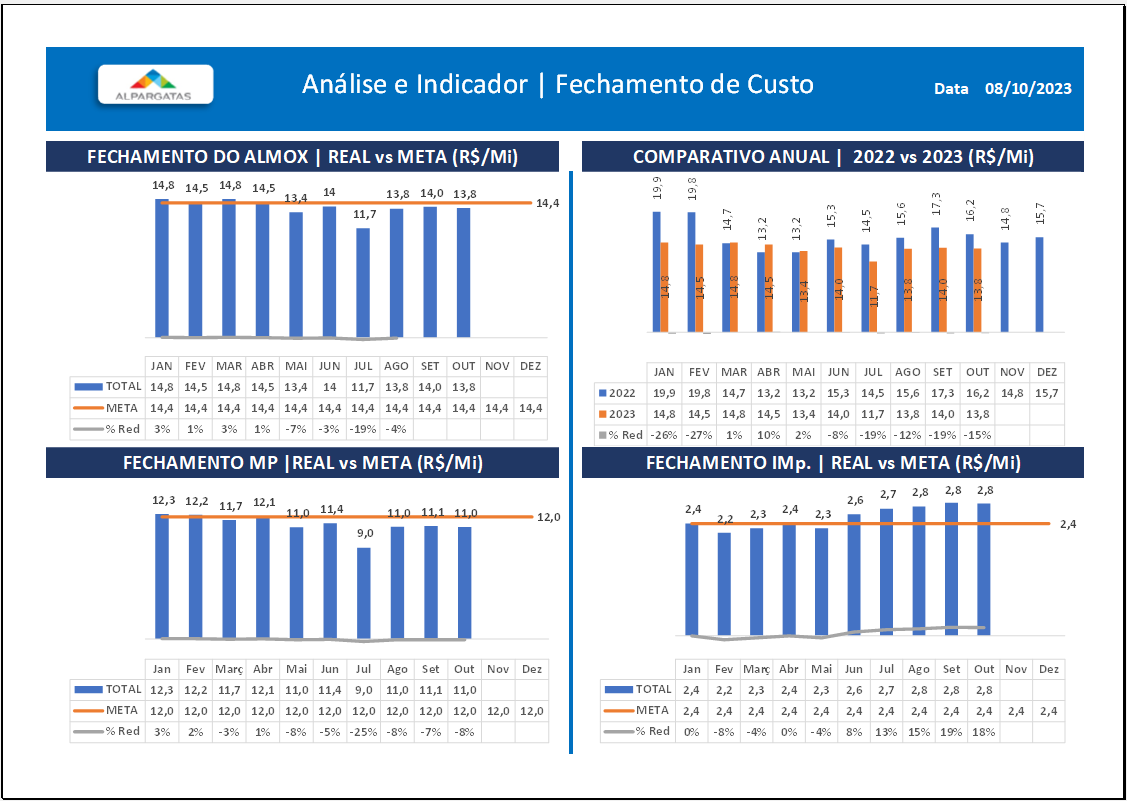 ALPARGATAS
Análise e Indicador | Fechamento de Custo
Data 08/10/2023
FECHAMENTO DO ALMOX | REAL vs META (R$/Mi)
14,8 14,5 14,8 14,5 13,4 14 11,7 13,8 14,0 13,8
14,4
JAN FEV MAR ABR MAI JUN JUL AGO SET OUT NOV DEZ
TOTAL 14,8 14,5 14,8 14,5 13,4 14 11,7 13,8 14,0 13,8
META 14,4 14,4 14,4 14,4 14,4 14,4 14,4 14,4 14,4 14,4 14,4 14,4
% Red 3% 1% 3% 1% -7% -3% -19% -4%
COMPARATIVO ANUAL | 2022 vs 2023 (R$/Mi)
19,9 19,8 14,7 13,2 13,2 15,3 14,5 15,6 17,3 16,2 14,8 15,7
14,8 14,5 14,8 14,5 13,4 14,0 11,7 13,8 14,0 13,8
JAN FEV MAR ABR MAI JUN JUL AGO SET OUT NOV DEZ
2022 19,9 19,8 14,7 13,2 13,2 15,3 14,5 15,6 17,3 16,2 14,8 15,7
2023 14,8 14,5 14,8 14,5 13,4 14,0 11,7 13,8 14,0 13,8
% Red -26% -27% 1% 10% 2% -8% -19% -12% -19% -15%
FECHAMENTO MP |REAL vs META (R$/Mi)
12,3 12,2 11,7 12,1 11,0 11,4 9,0 11,0 11,1 11,0
12,0
Jan Fev Març Abr Mai Jun Jul Ago Set Out Nov Dez
TOTAL 12,3 12,2 11,7 12,1 11,0 11,4 9,0 11,0 11,1 11,0
META 12,0 12,0 12,0 12,0 12,0 12,0 12,0 12,0 12,0 12,0 12,0 12,0
% Red 3% 2% -3% 1% -8% -5% -25% -8% -7% -8%
FECHAMENTO IMp. | REAL vs META (R$/Mi)
2,4 2,2 2,3 2,4 2,3 2,6 2,7 2,8 2,8 2,8
2,4
Jan Fev Març Abr Mai Jun Jul Ago Set Out Nov Dez
TOTAL 2,4 2,2 2,3 2,4 2,3 2,6 2,7 2,8 2,8 2,8
META 2,4 2,4 2,4 2,4 2,4 2,4 2,4 2,4 2,4 2,4 2,4 2,4
% Red 0% -8% -4% 0% -4% 8% 13% 15% 19% 18%